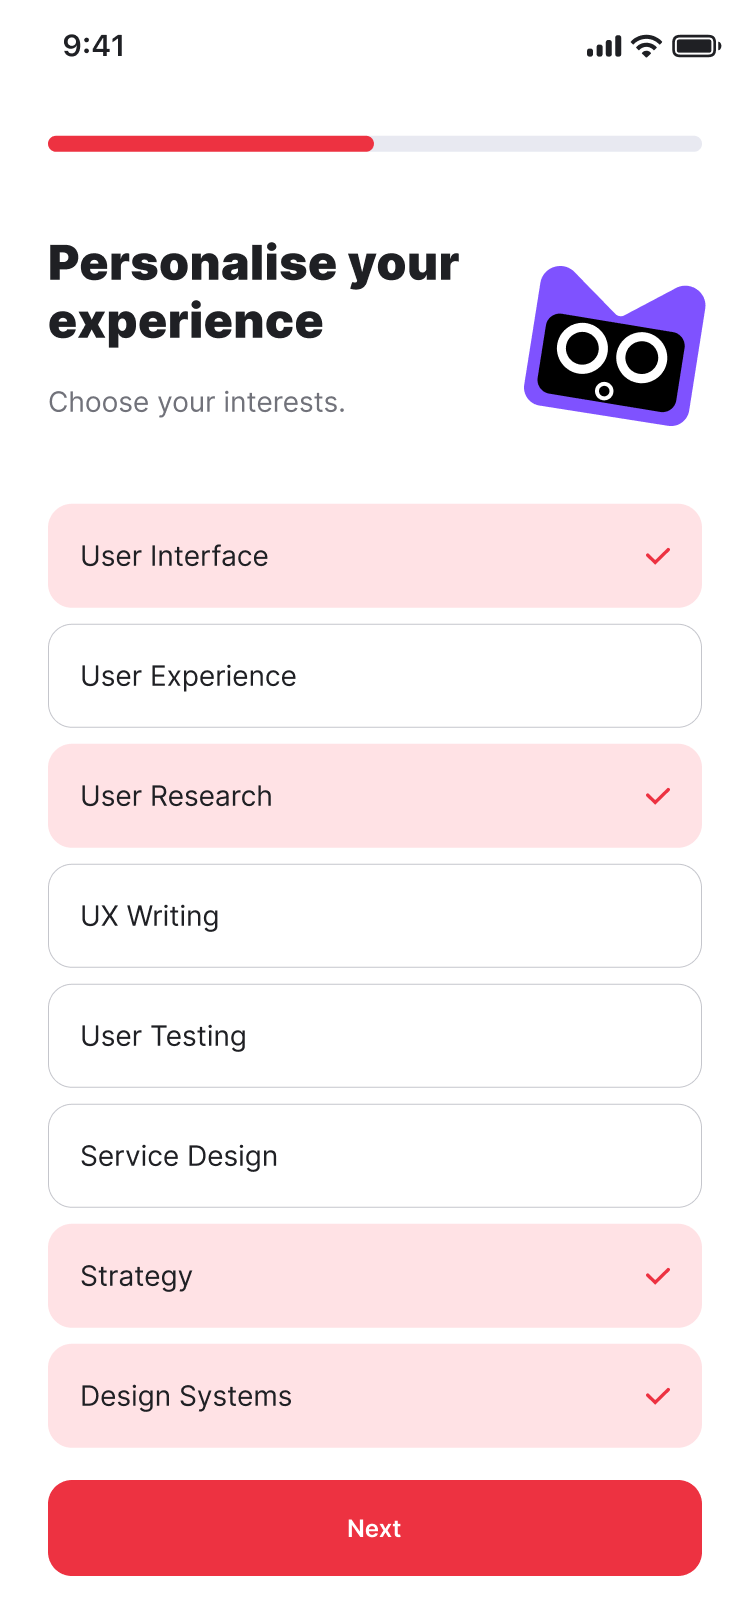 9:41
Personalise your
experience
Choose your interests.
User Interface
User Experience
User Research
UX Writing
User Testing
Service Design
Strategy
Design Systems
Next